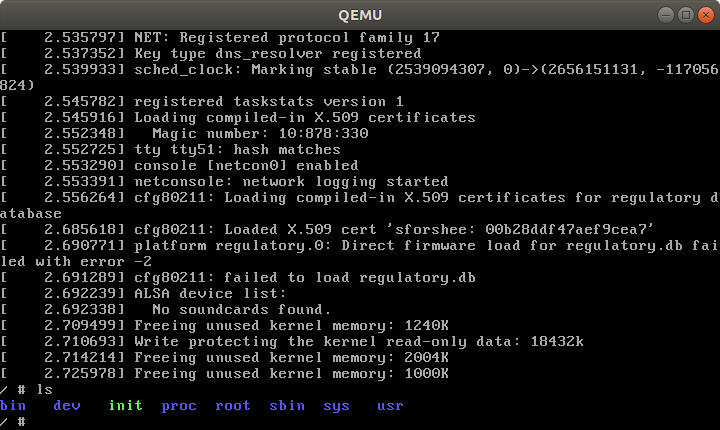 QEMU
[    2.535797] NET: Registered protocol family 17
[    2.537352] Key type dns_resolver registered
[    2.539933] sched_clock: Marking stable (2539094307, 0)->(2656151131, -117056
824)
[    2.545782] registered taskstats version 1
[    2.545916] Loading compiled-in X.509 certificates
[    2.552348]   Magic number: 10:878:330
[    2.552725] tty tty51: hash matches
[    2.553290] console [netcon0] enabled
[    2.553391] netconsole: network logging started
[    2.556264] cfg80211: Loading compiled-in X.509 certificates for regulatory d
atabase
[    2.685618] cfg80211: Loaded X.509 cert 'sforshee: 00b28ddf47aef9cea7'
[    2.690771] platform regulatory.0: Direct firmware load for regulatory.db fai
led with error -2
[    2.691289] cfg80211: failed to load regulatory.db
[    2.692239] ALSA device list:
[    2.692338]   No soundcards found.
[    2.709499] Freeing unused kernel memory: 1240K
[    2.710693] Write protecting the kernel read-only data: 18432k
[    2.714214] Freeing unused kernel memory: 2004K
[    2.725978] Freeing unused kernel memory: 1000K
/ # ls
bin   dev   init  proc  root  sbin  sys   usr
/ #